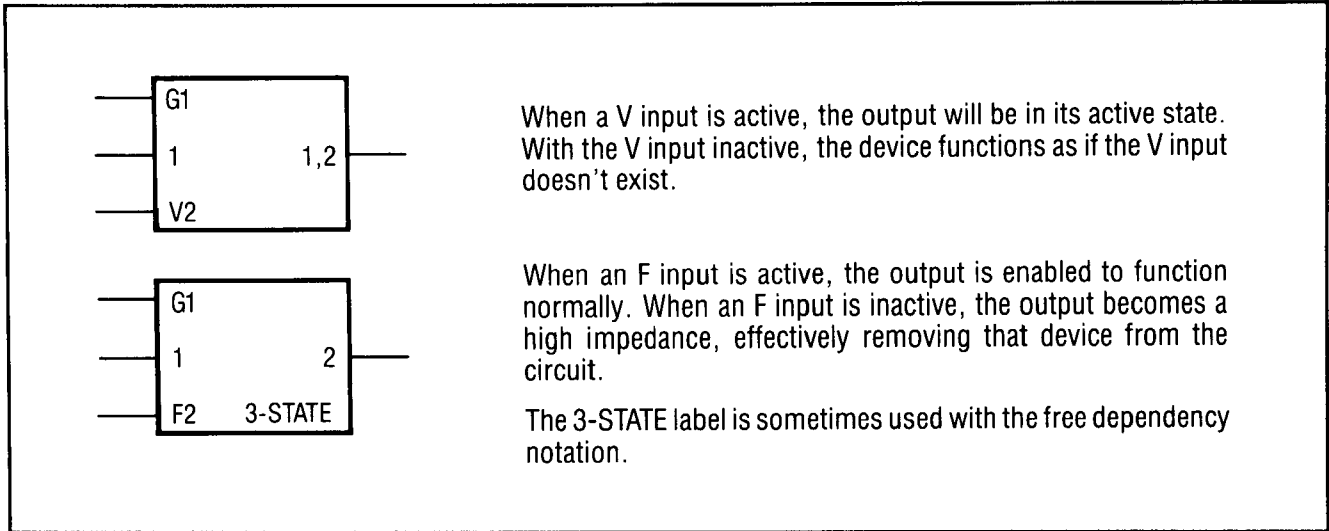 G1
1 1,2
V2
When a V input is active, the output will be in its active state.
With the V input inactive, the device functions as if the V input
doesn't exist.
G1
1 2
F2 3-STATE
When an F input is active, the output is enabled to function
normally. When an F input is inactive, the output becomes a
high impedance, effectively removing that device from the
circuit.
The 3-STATE label is sometimes used with the free dependency
notation.